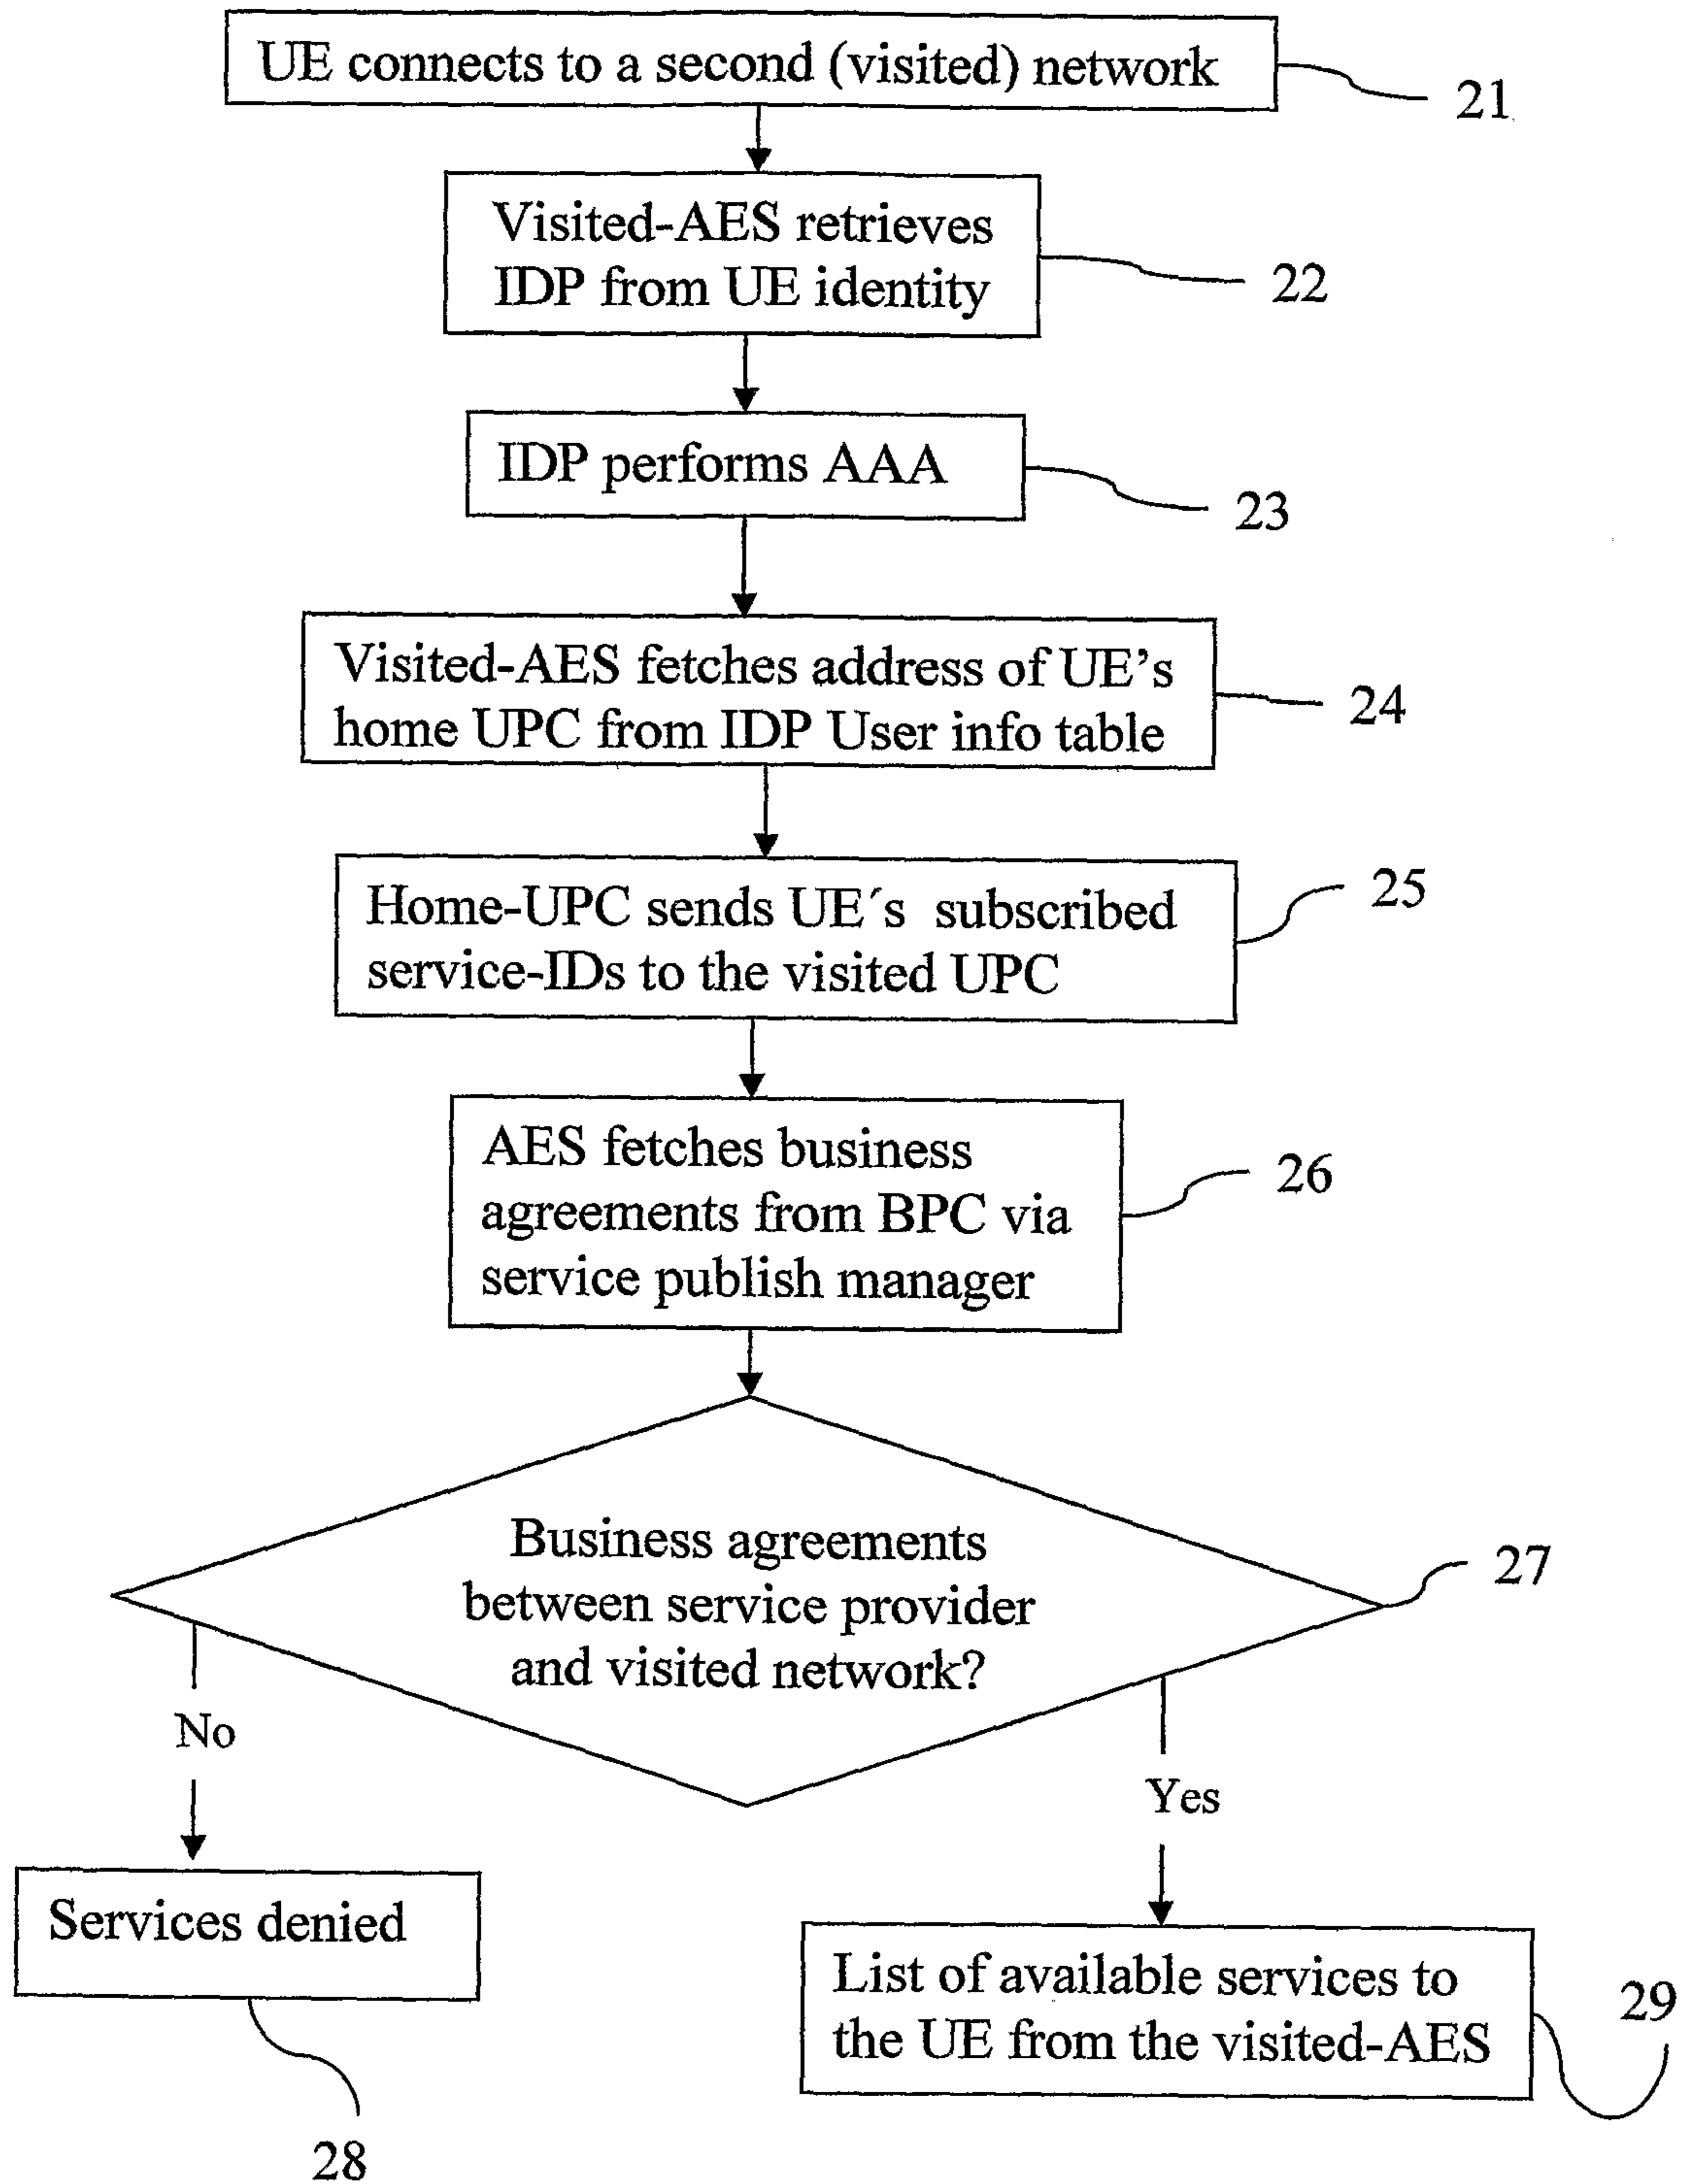 UE connects to a second (visited) network
21
Visited-AES retrieves
IDP from UE identity
22
IDP performs AAA
23
Visited-AES fetches address of UE’s
home UPC from IDP User info table
24
Home-UPC sends UE´s subscribed
service-IDs to the visited UPC
25
AES fetches business
agreements from BPC via
service publish manager
26
Business agreements
between service provider
and visited network?
27
No
Yes
Services denied
28
List of available services to
the UE from the visited-AES
29